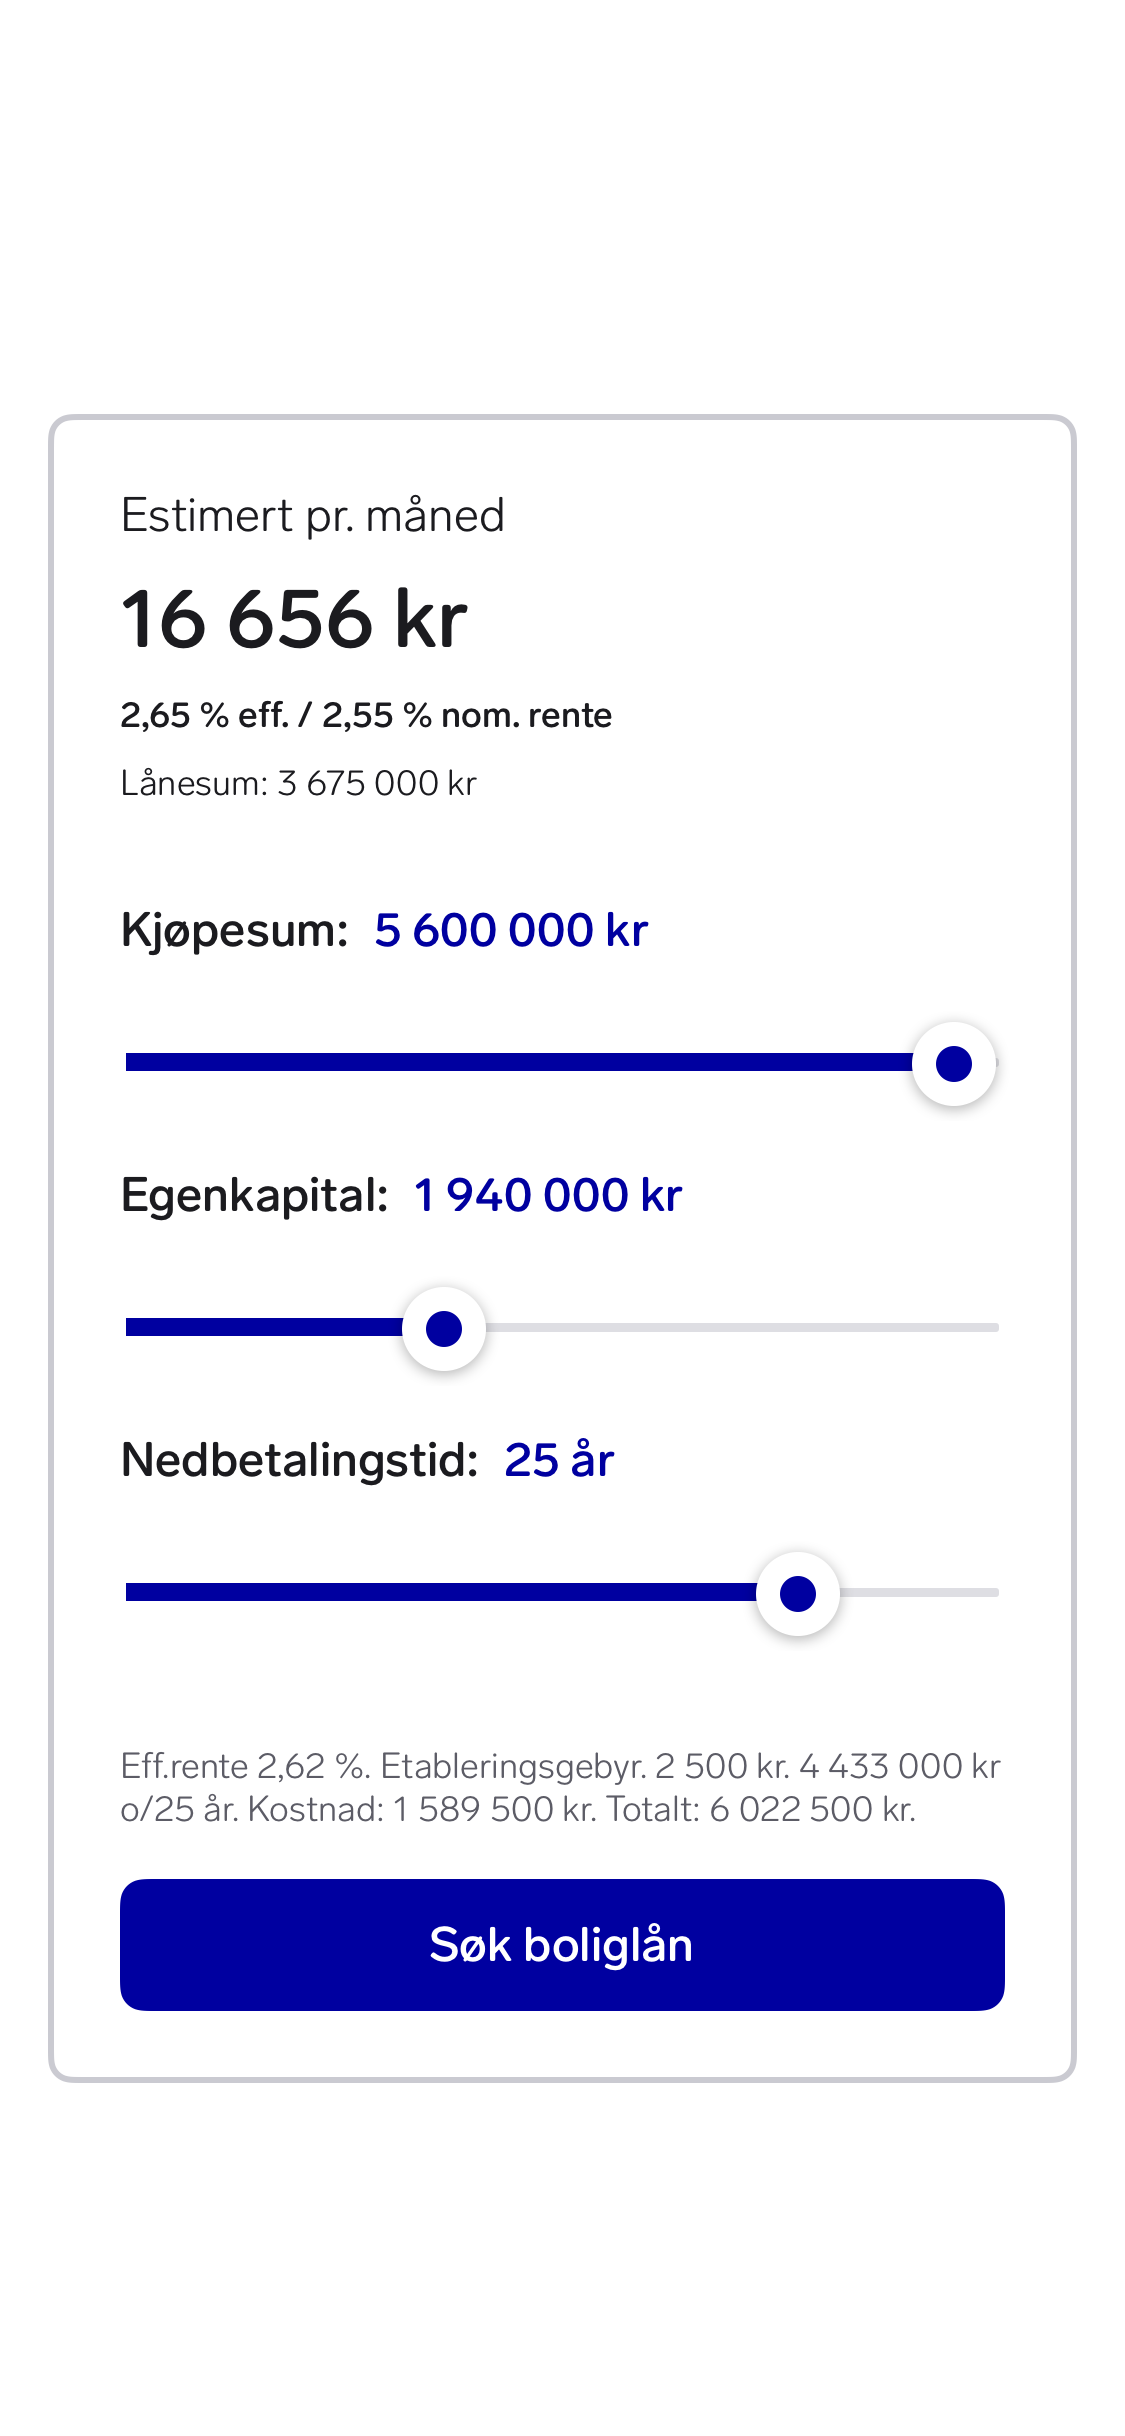 Estimert pr. måned
16 656 kr
2,65 % eff. / 2,55 % nom. rente
Lånesum: 3 675 000 kr
Kjøpesum: 5 600 000 kr
Egenkapital: 1 940 000 kr
Nedbetalingstid: 25 år
Eff.rente 2,62 %. Etableringsgebyr. 2 500 kr. 4 433 000 kr
o/25 år. Kostnad: 1 589 500 kr. Totalt: 6 022 500 kr.
Søk boliglån